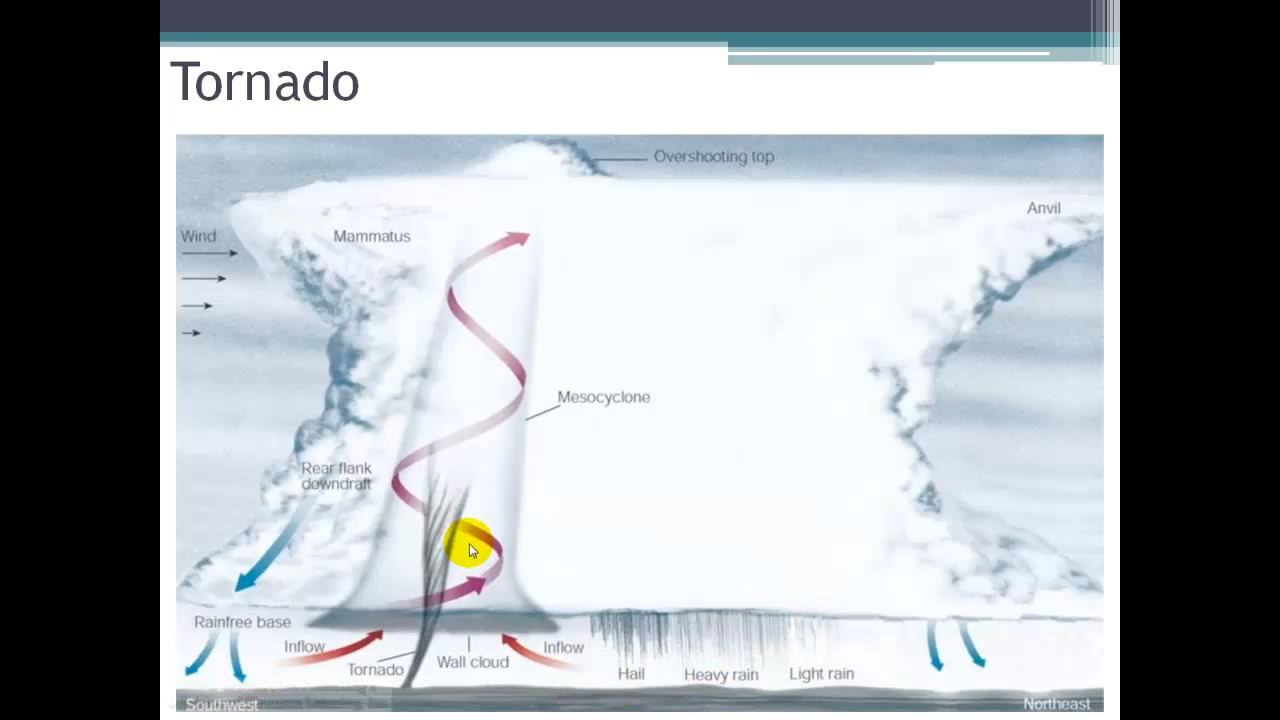 Tornado
Overshooting top
Anvil
Wind
Mammatus
Mesocyclone
Rear flank
downdraft
Rainfree base
Inflow
Tornado
Wall cloud
Inflow
Hail
Heavy rain
Light rain
Southwest
Northeast